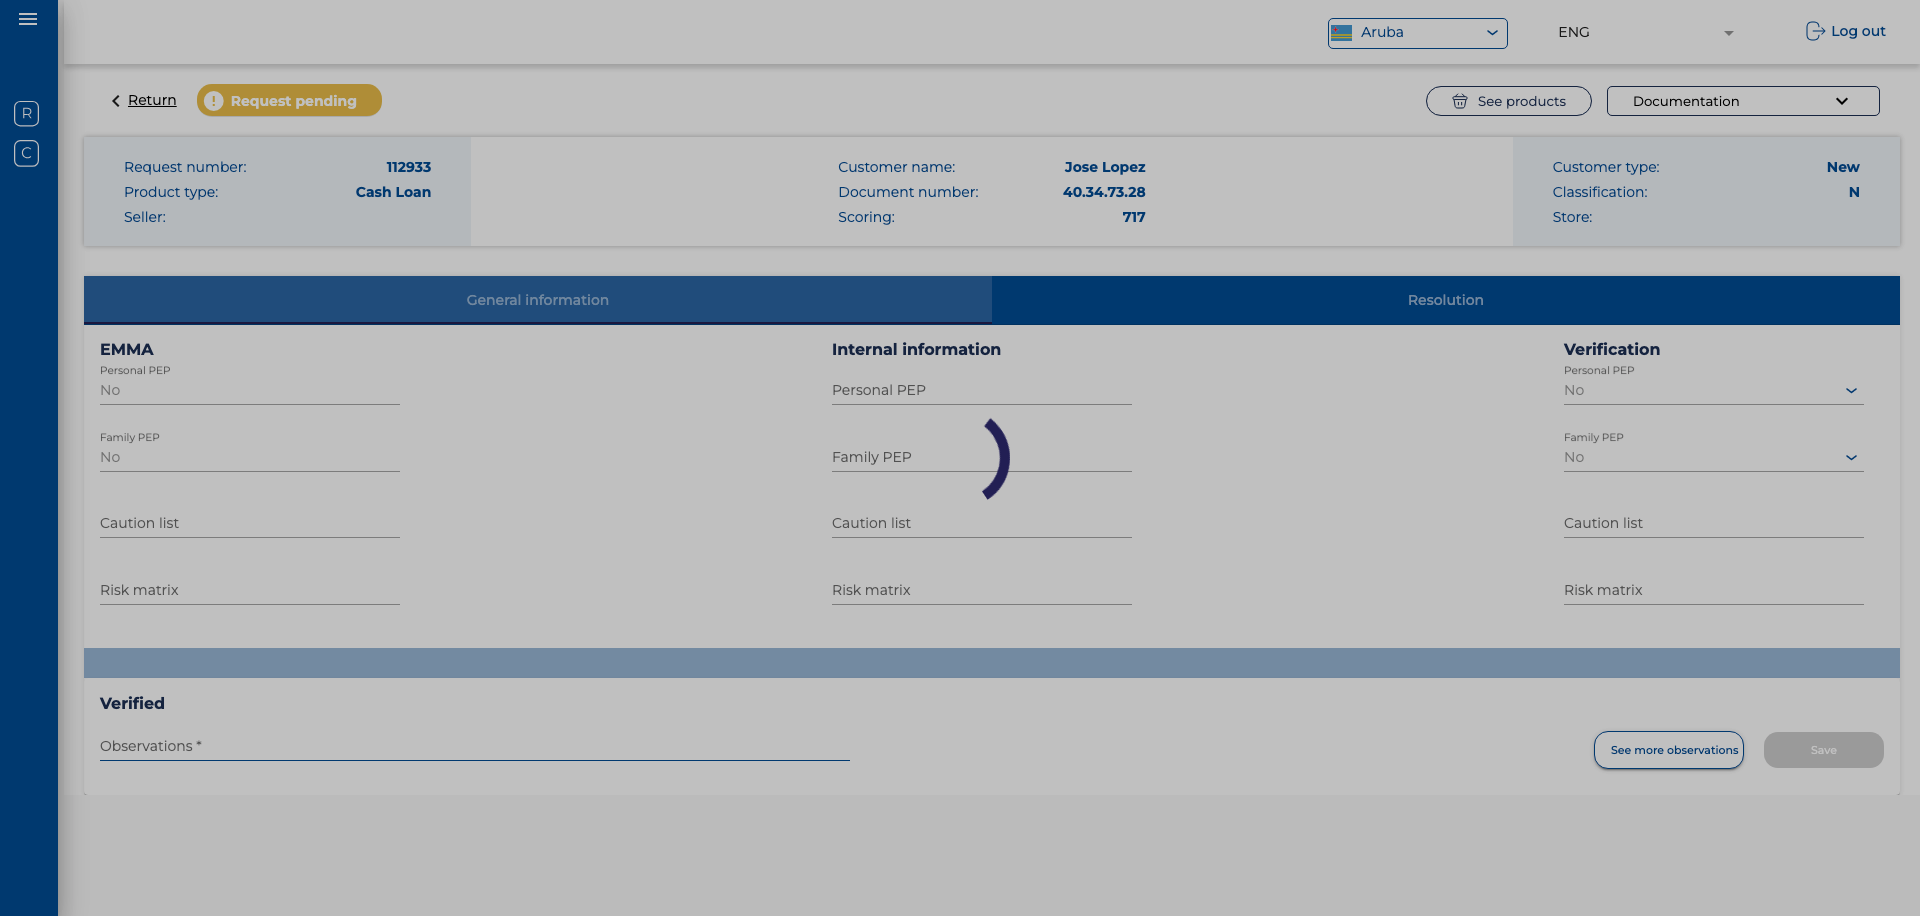 Aruba
ENG
Log out
R
C
Return
! Request pending
See products
Documentation
Request number: 112933
Product type: Cash Loan
Seller:
Customer name: Jose Lopez
Document number: 40.34.73.28
Scoring: 717
Customer type: New
Classification: N
Store:
General information
Resolution
EMMA
Personal PEP
No
Family PEP
No
Caution list
Risk matrix
Internal information
Personal PEP
Family PEP
Caution list
Risk matrix
Verification
Personal PEP
No
Family PEP
No
Caution list
Risk matrix
Verified
Observations *
See more observations
Save